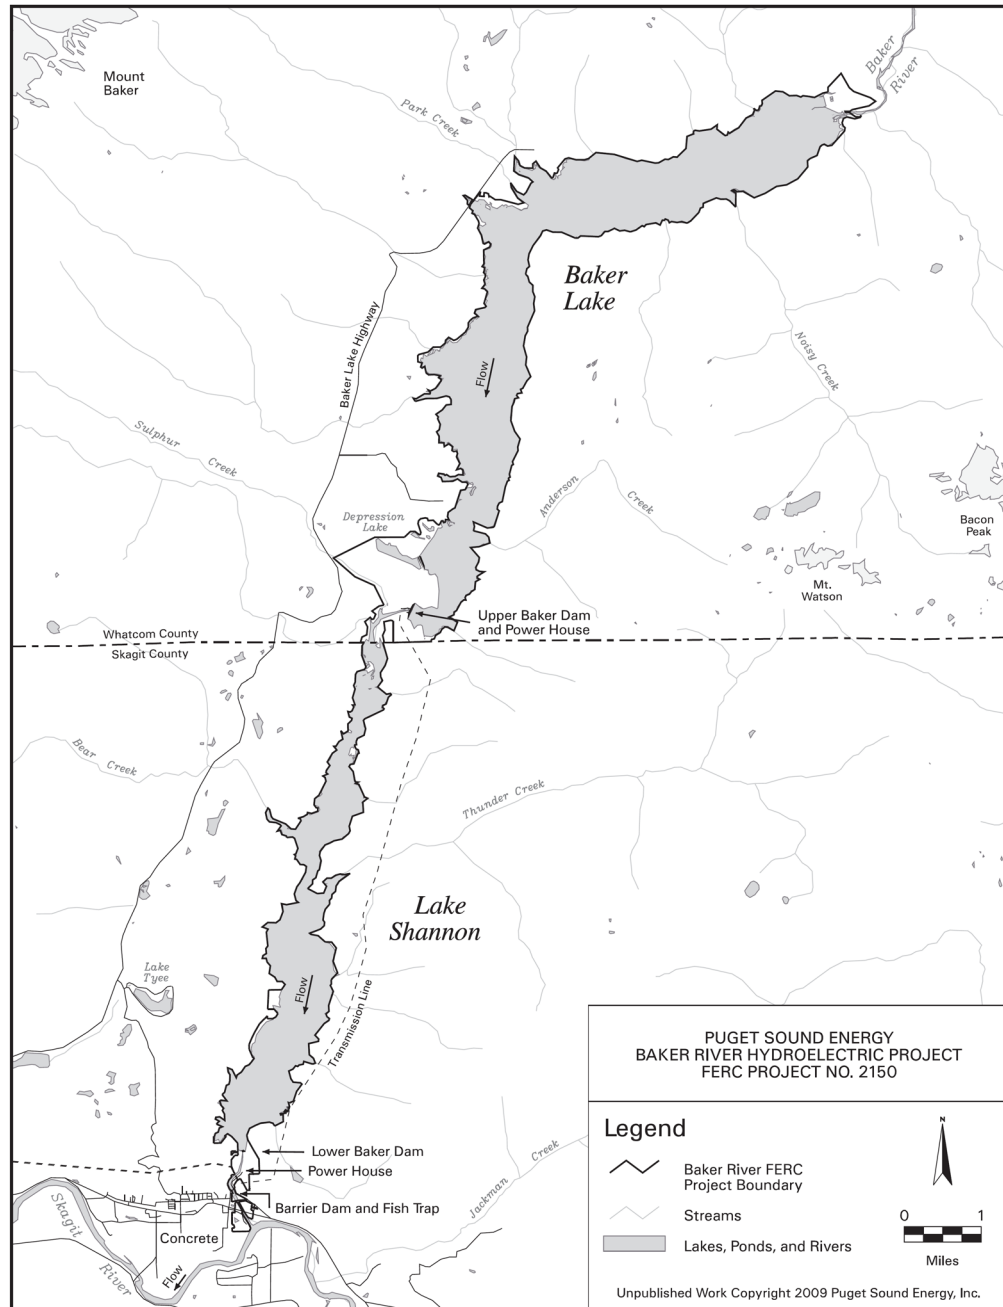 Mount
Baker
Park Creek
Baker
River
Baker
Lake
Baker Lake Highway
Flow
Noisy Creek
Sulphur
Creek
Anderson
Creek
Depression
Lake
Bacon
Peak
Mt.
Watson
Upper Baker Dam
and Power House
Whatcom County
Skagit County
Bear Creek
Thunder Creek
Lake
Shannon
Lake
Tyee
Flow
Transmission Line
PUGET SOUND ENERGY
BAKER RIVER HYDROELECTRIC PROJECT
FERC PROJECT NO. 2150
Lower Baker Dam
Power House
Barrier Dam and Fish Trap
Jackman Creek
Skagit
River
Concrete
Flow
Legend
Baker River FERC
Project Boundary
Streams
Lakes, Ponds, and Rivers
N
0 1
Miles
Unpublished Work Copyright 2009 Puget Sound Energy, Inc.